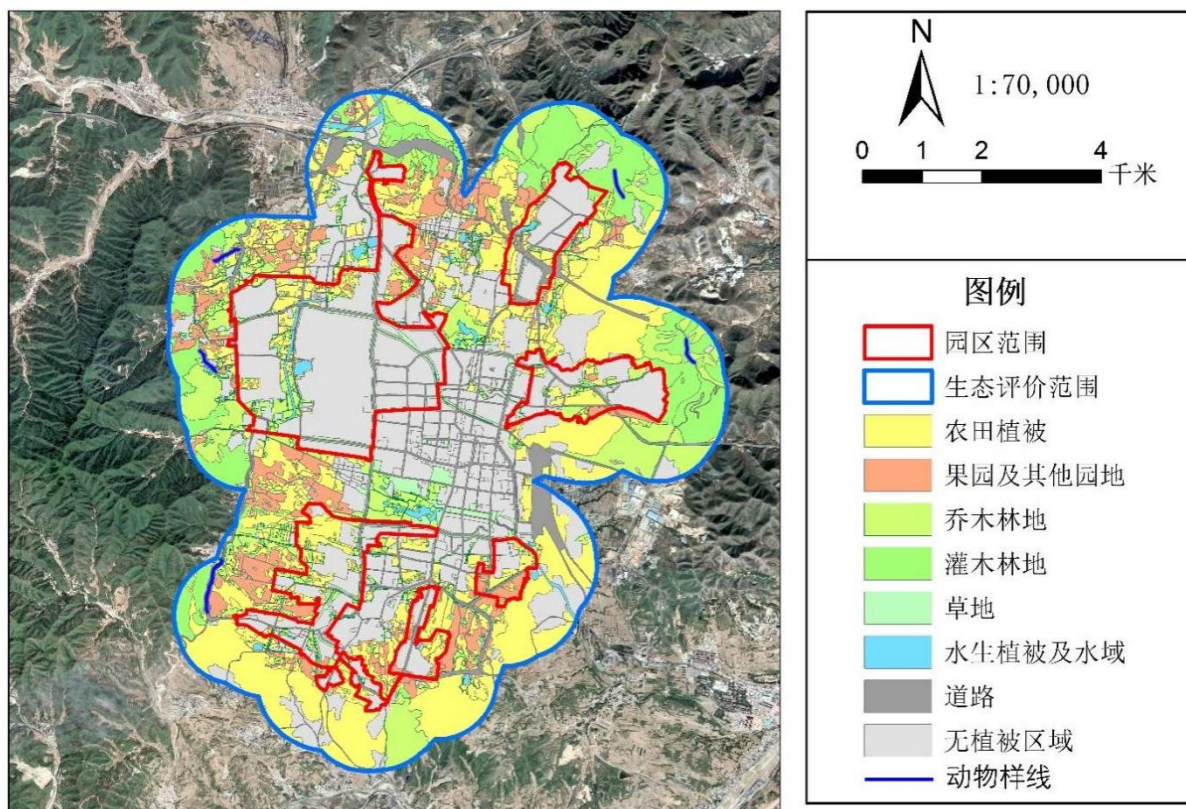 N
1:70,000
0 1 2 4
千米
图例
园区范围
生态评价范围
农田植被
果园及其他园地
乔木林地
灌木林地
草地
水生植被及水域
道路
无植被区域
动物样线